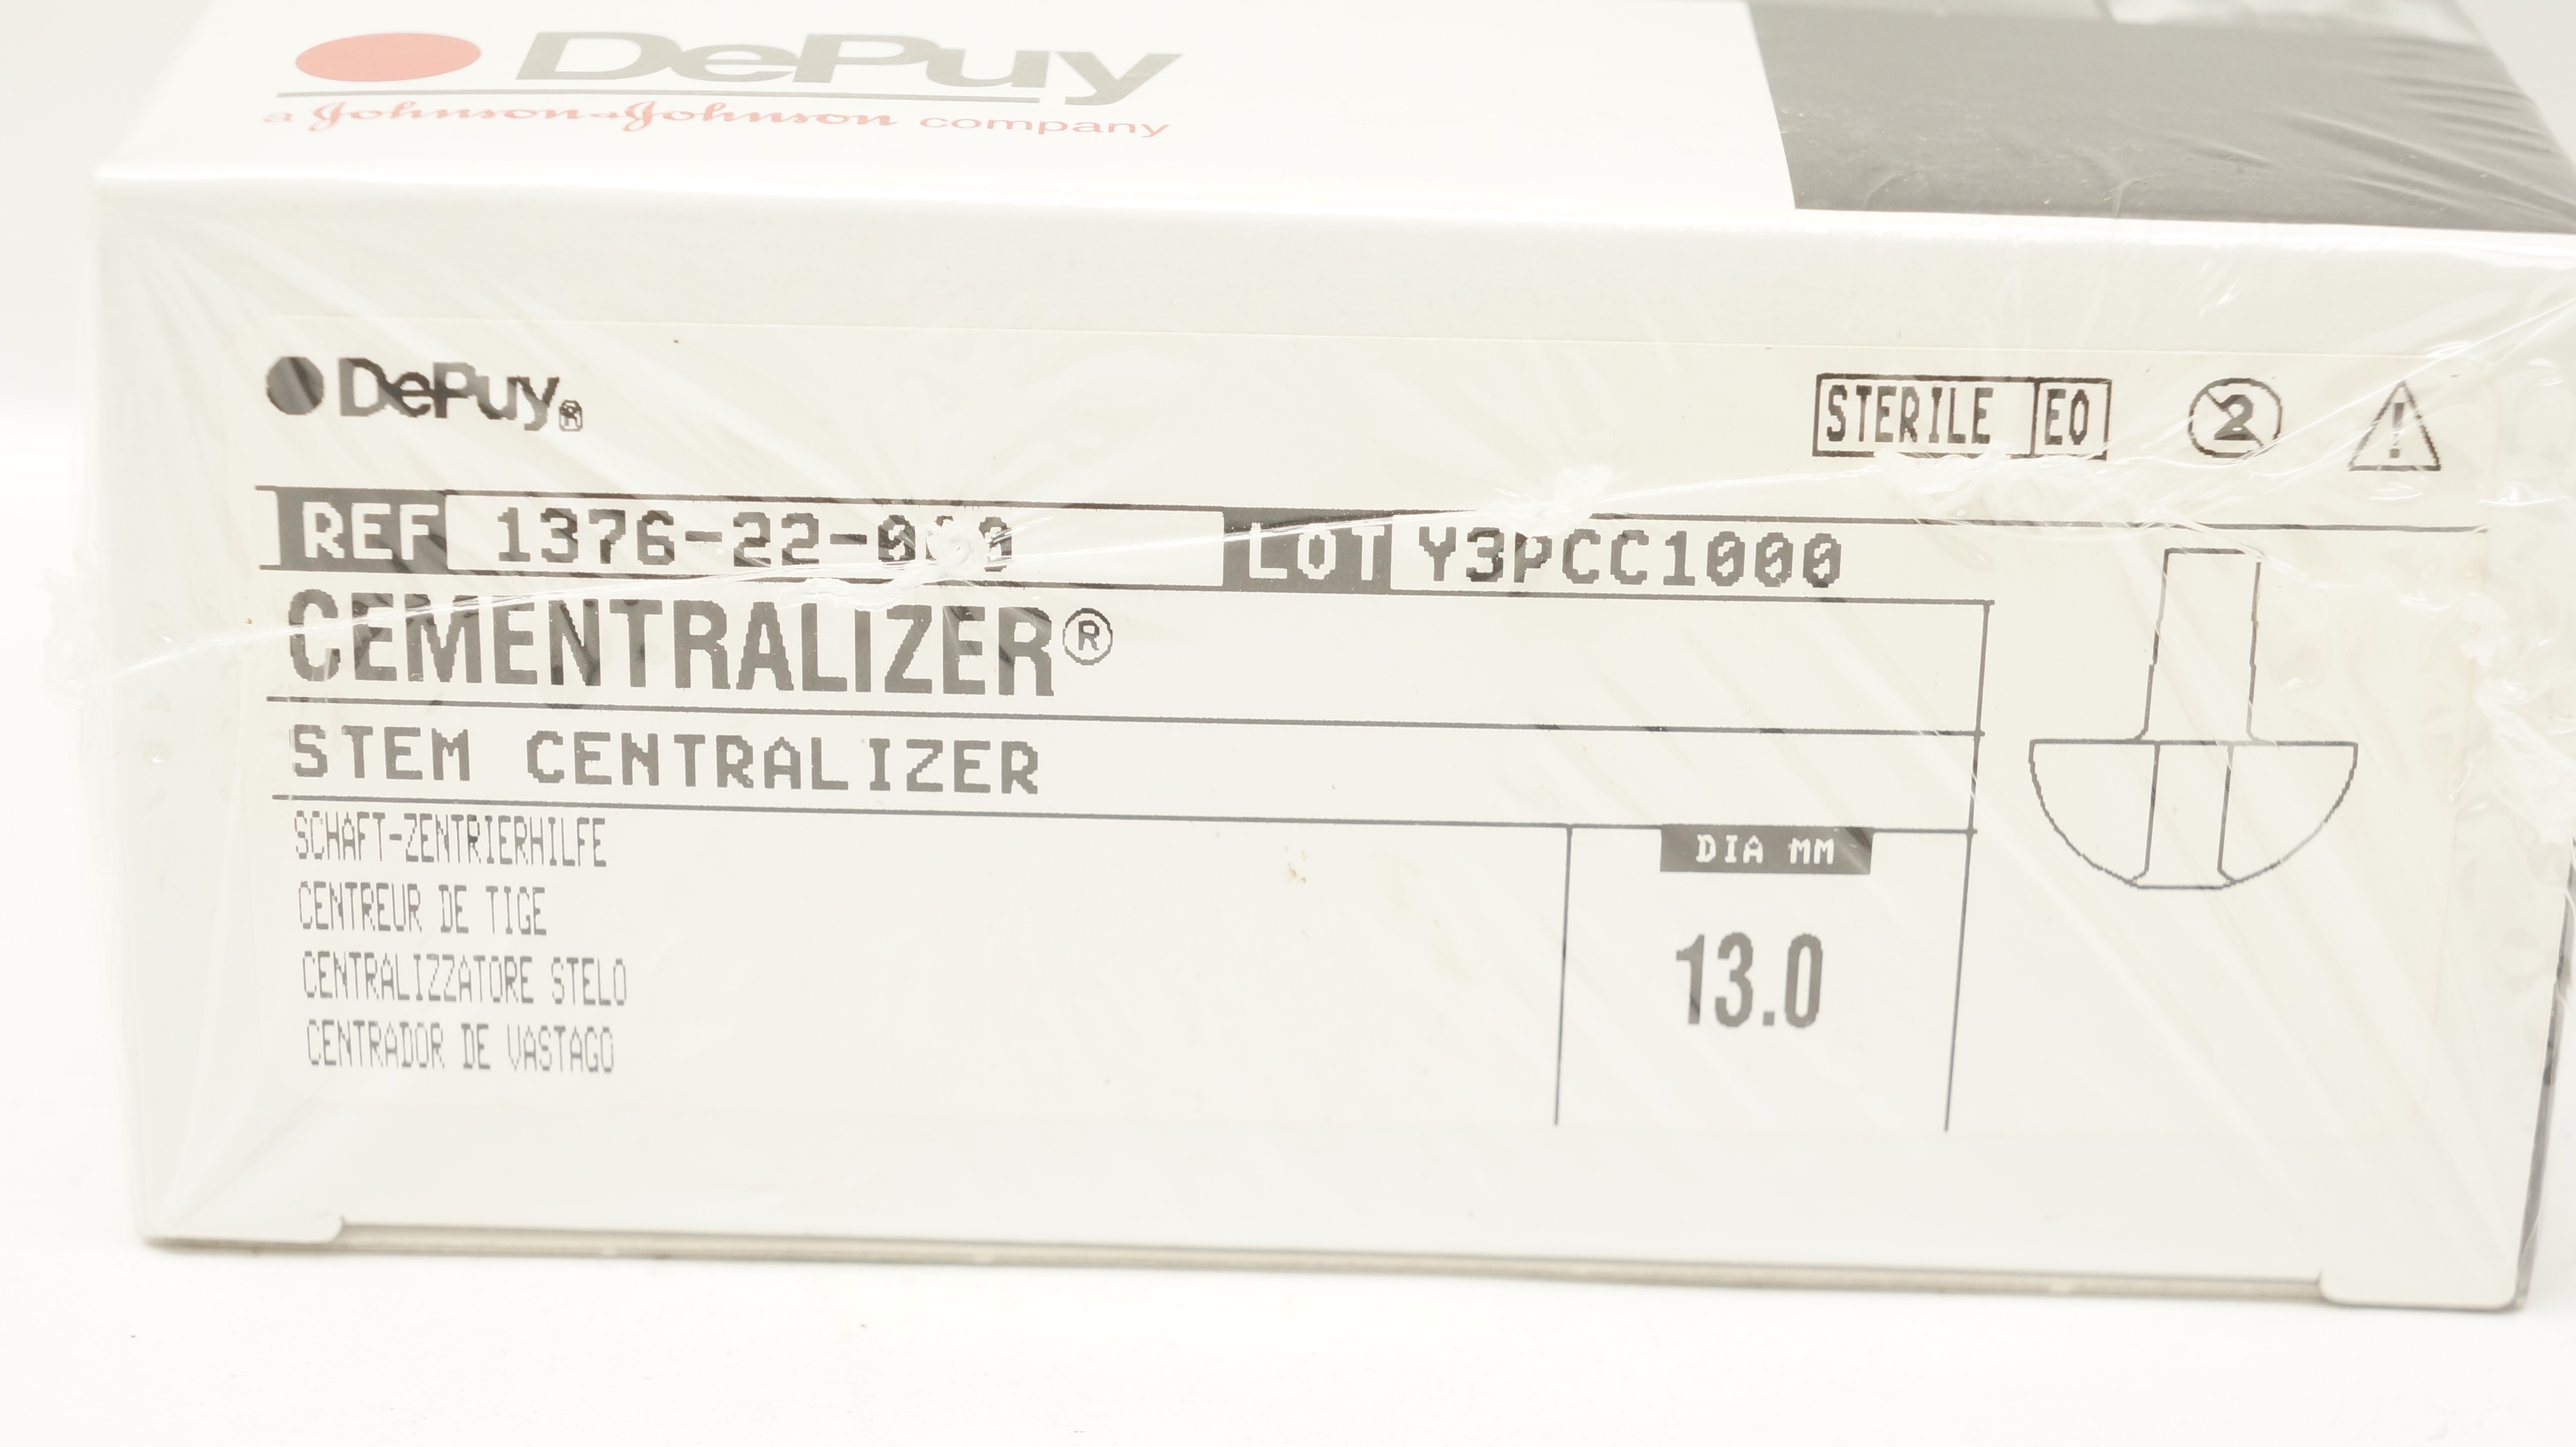 DePuy
a Johnson & Johnson company
DePuy®
STERILE EO 2
REF LOT Y3PCC1000
CEMENTRALIZER®
STEM CENTRALIZER
SCHAFT-ZENTRIERHILFE
CENTREUR DE TIGE
CENTRALIZZATORE STELO
CENTRADOR DE VASTAGO
DIA MM
13.0